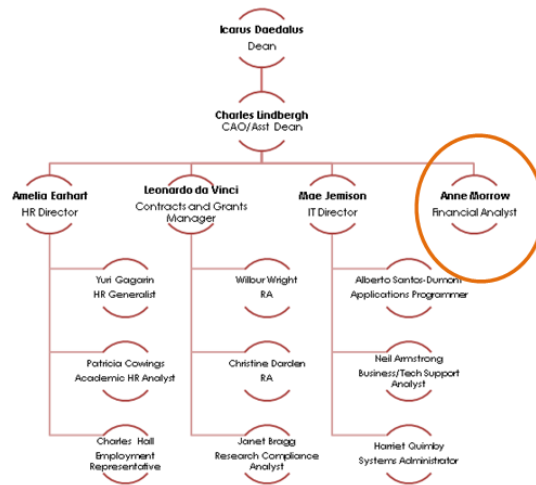 Icarus Daedalus
Dean
Charles Lindbergh
CAO/Asst Dean
Amelia Earhart
HR Director
Leonardo da Vinci
Contracts and Grants
Manager
Mae Jemison
IT Director
Anne Morrow
Financial Analyst
Yuri Gagarin
HR Generalist
Wilbur Wright
RA
Alberto Santos-Dumont
Applications Programmer
Patricia Cowings
Academic HR Analyst
Christine Darden
RA
Neil Armstrong
Business/Tech Support
Analyst
Charles Hall
Employment
Representative
Janet Bragg
Research Compliance
Analyst
Harriet Quimby
Systems Administrator